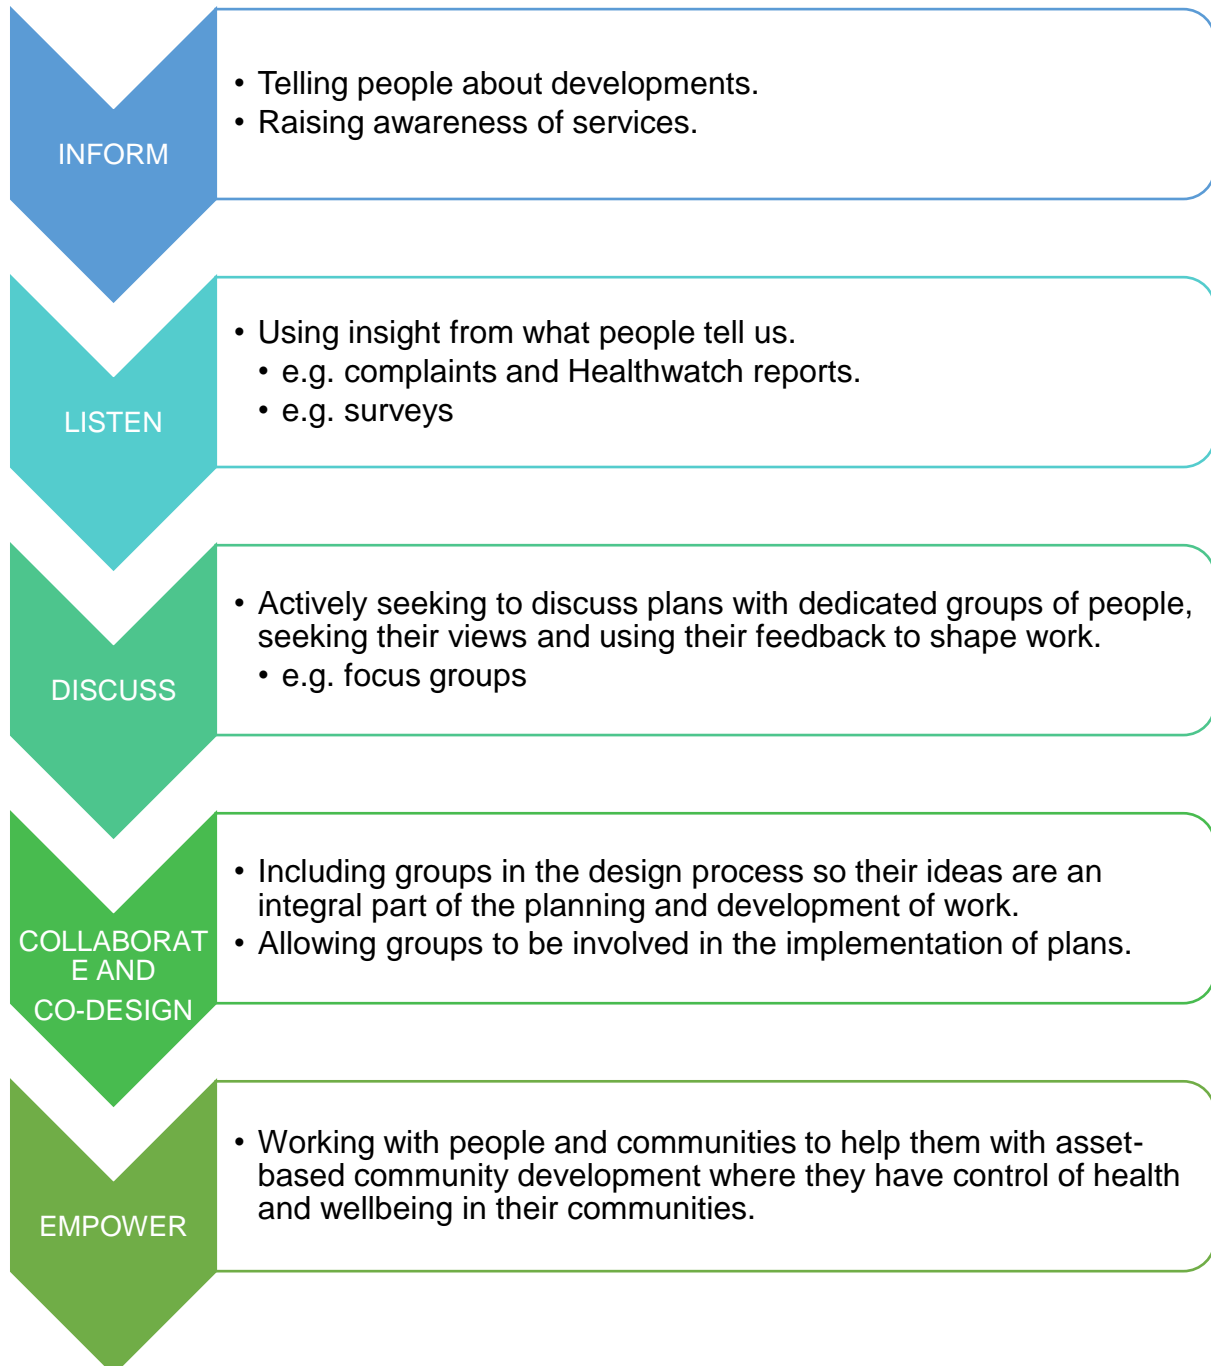 INFORM
• Telling people about developments.
• Raising awareness of services.
LISTEN
• Using insight from what people tell us.
• e.g. complaints and Healthwatch reports.
• e.g. surveys
DISCUSS
• Actively seeking to discuss plans with dedicated groups of people,
seeking their views and using their feedback to shape work.
• e.g. focus groups
COLLABORAT
E AND
CO-DESIGN
• Including groups in the design process so their ideas are an
integral part of the planning and development of work.
• Allowing groups to be involved in the implementation of plans.
EMPOWER
• Working with people and communities to help them with asset-
based community development where they have control of health
and wellbeing in their communities.